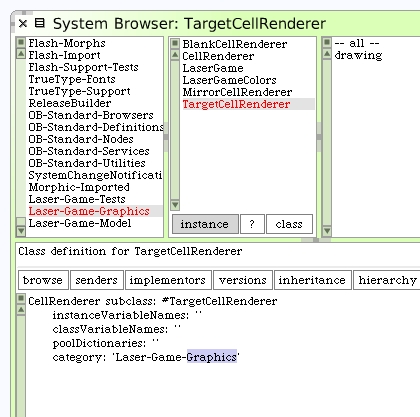 System Browser: TargetCellRenderer
Flash-Morphs
Flash-Import
Flash-Support-Tests
TrueType-Fonts
TrueType-Support
ReleaseBuilder
OB-Standard-Browsers
OB-Standard-Definitions
OB-Standard-Nodes
OB-Standard-Services
OB-Standard-Utilities
SystemChangeNotificati
Morphic-Imported
Laser-Game-Tests
Laser-Game-Graphics
Laser-Game-Model
BlankCellRenderer
CellRenderer
LaserGame
LaserGameColors
MirrorCellRenderer
TargetCellRenderer
instance ? class
-- all --
drawing
Class definition for TargetCellRenderer
browse senders implementors versions inheritance hierarchy
CellRenderer subclass: #TargetCellRenderer
instanceVariableNames: ''
classVariableNames: ''
poolDictionaries: ''
category: 'Laser-Game-Graphics'